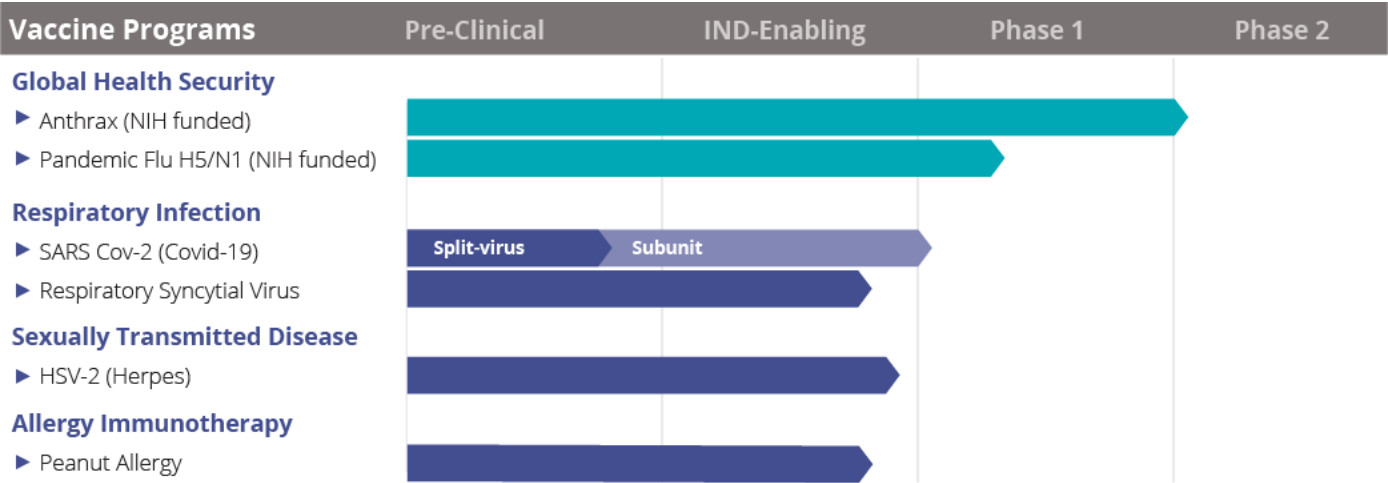 Vaccine Programs Pre-Clinical IND-Enabling Phase 1 Phase 2
Global Health Security
Anthrax (NIH funded)
Pandemic Flu H5/N1 (NIH funded)
Respiratory Infection
SARS Cov-2 (Covid-19) Split-virus Subunit
Respiratory Syncytial Virus
Sexually Transmitted Disease
HSV-2 (Herpes)
Allergy Immunotherapy
Peanut Allergy